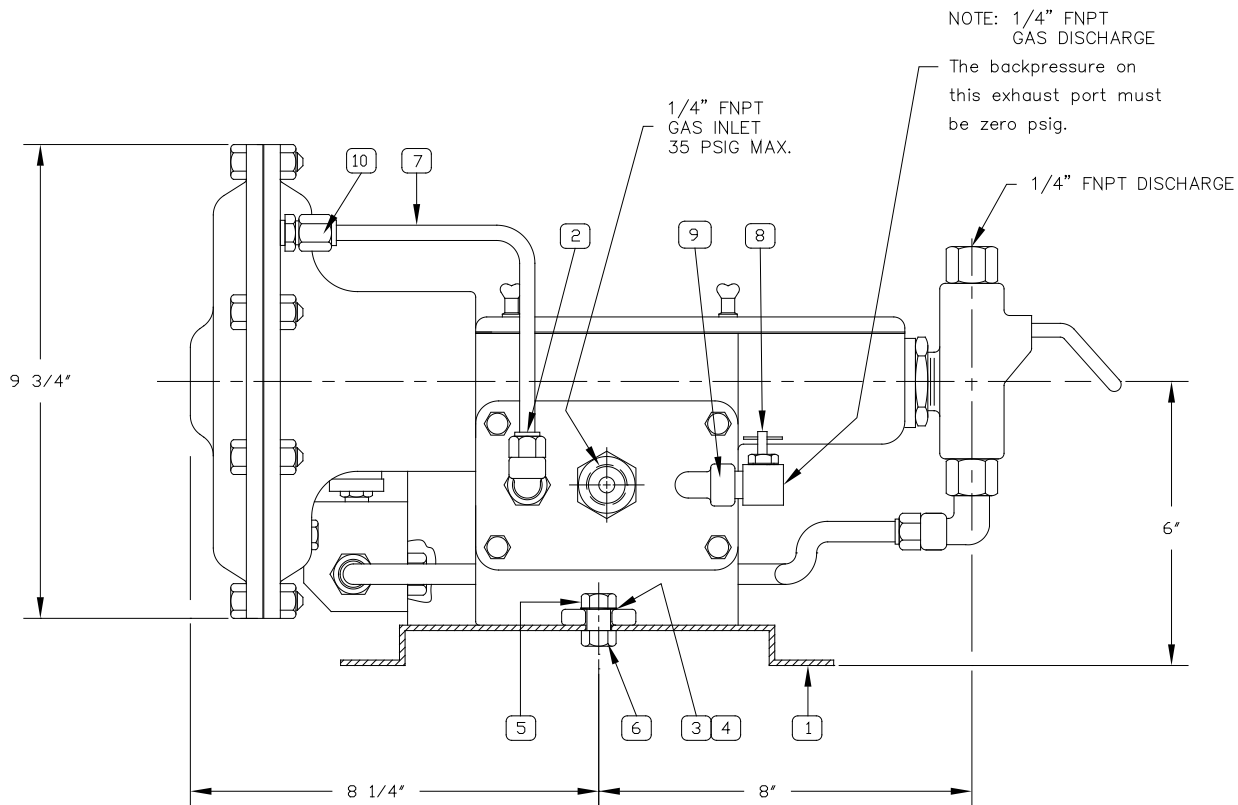 NOTE: 1/4” FNPT
GAS DISCHARGE
The backpressure on
this exhaust port must
be zero psig.
1/4” FNPT
GAS INLET
35 PSIG MAX.
1/4” FNPT DISCHARGE
10
7
2
9
8
9 3/4”
6”
5
6
3
4
1
8 1/4”
8”